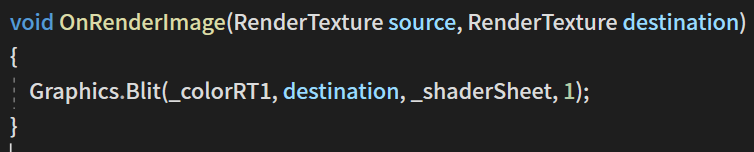 void OnRenderImage(RenderTexture source, RenderTexture destination)
{
Graphics.Blit(_colorRT1, destination, _shaderSheet, 1);
}